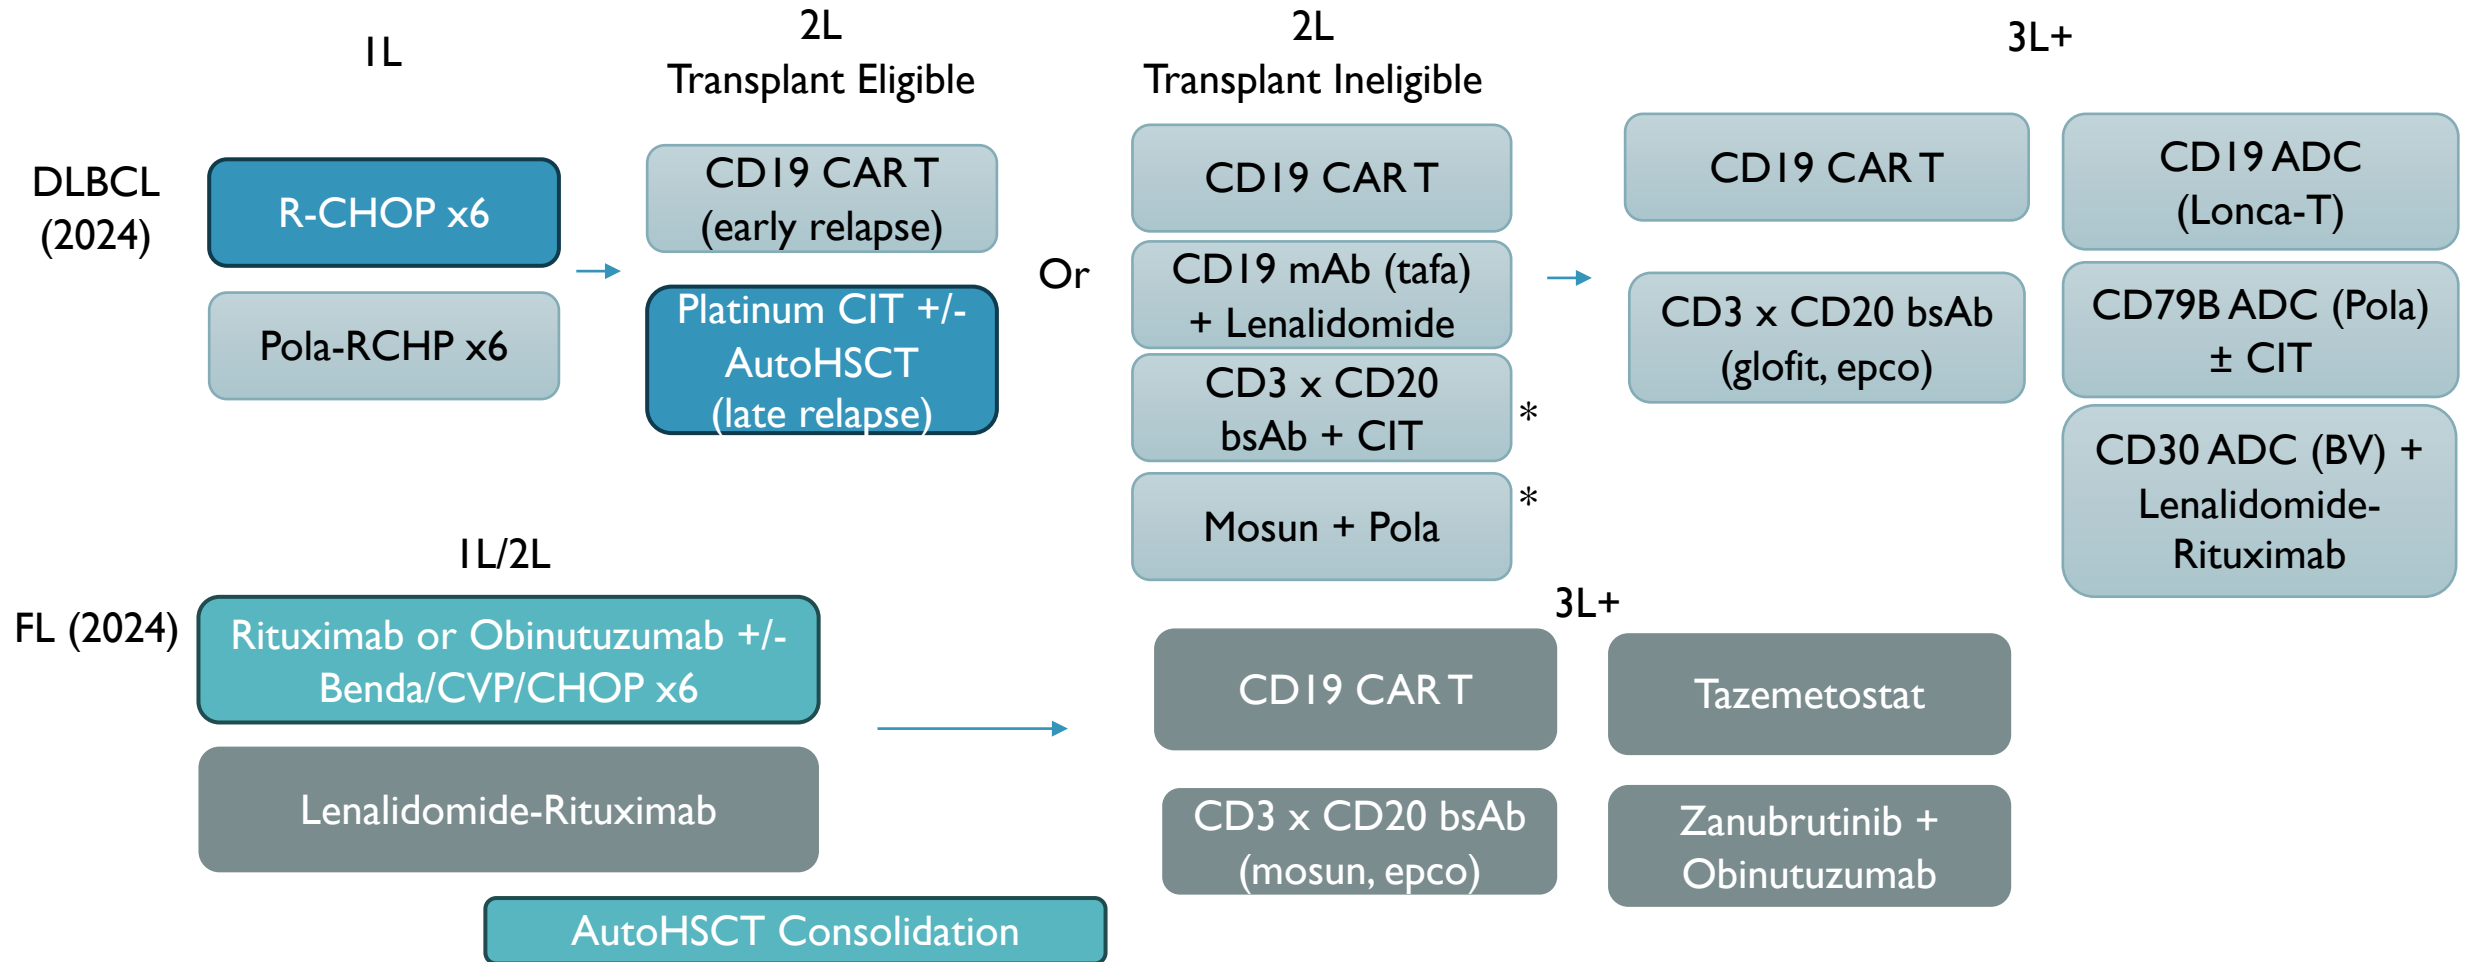 1L
2L
Transplant Eligible
2L
Transplant Ineligible
3L+
DLBCL
(2024)
R-CHOP x6
Pola-RCHP x6
CD19 CAR T
(early relapse)
Platinum CIT +/-
AutoHSCT
(late relapse)
Or
CD19 CAR T
CD19 mAb (tafa)
+ Lenalidomide
CD3 x CD20
bsAb + CIT
*
Mosun + Pola
*
CD19 CAR T
CD3 x CD20 bsAb
(glofit, epco)
CD19 ADC
(Lonca-T)
CD79B ADC (Pola)
± CIT
CD30 ADC (BV) +
Lenalidomide-
Rituximab
1L/2L
3L+
FL (2024)
Rituximab or Obinutuzumab +/-
Benda/CVP/CHOP x6
Lenalidomide-Rituximab
AutoHSCT Consolidation
CD19 CAR T
Tazemetostat
CD3 x CD20 bsAb
(mosun, epco)
Zanubrutinib +
Obinutuzumab